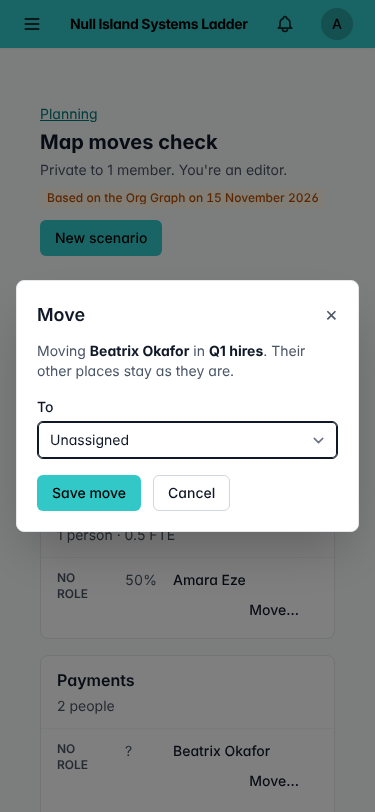 Null Island Systems Ladder
A
Planning
Map moves check
Private to 1 member. You're an editor.
Based on the Org Graph on 15 November 2026
New scenario
Move
Moving Beatrix Okafor in Q1 hires. Their
other places stay as they are.
To
Unassigned
Save move
Cancel
1 person · 0.5 FTE
NO
ROLE
50%
Amara Eze
Move...
Payments
2 people
NO
ROLE
?
Beatrix Okafor
Move...